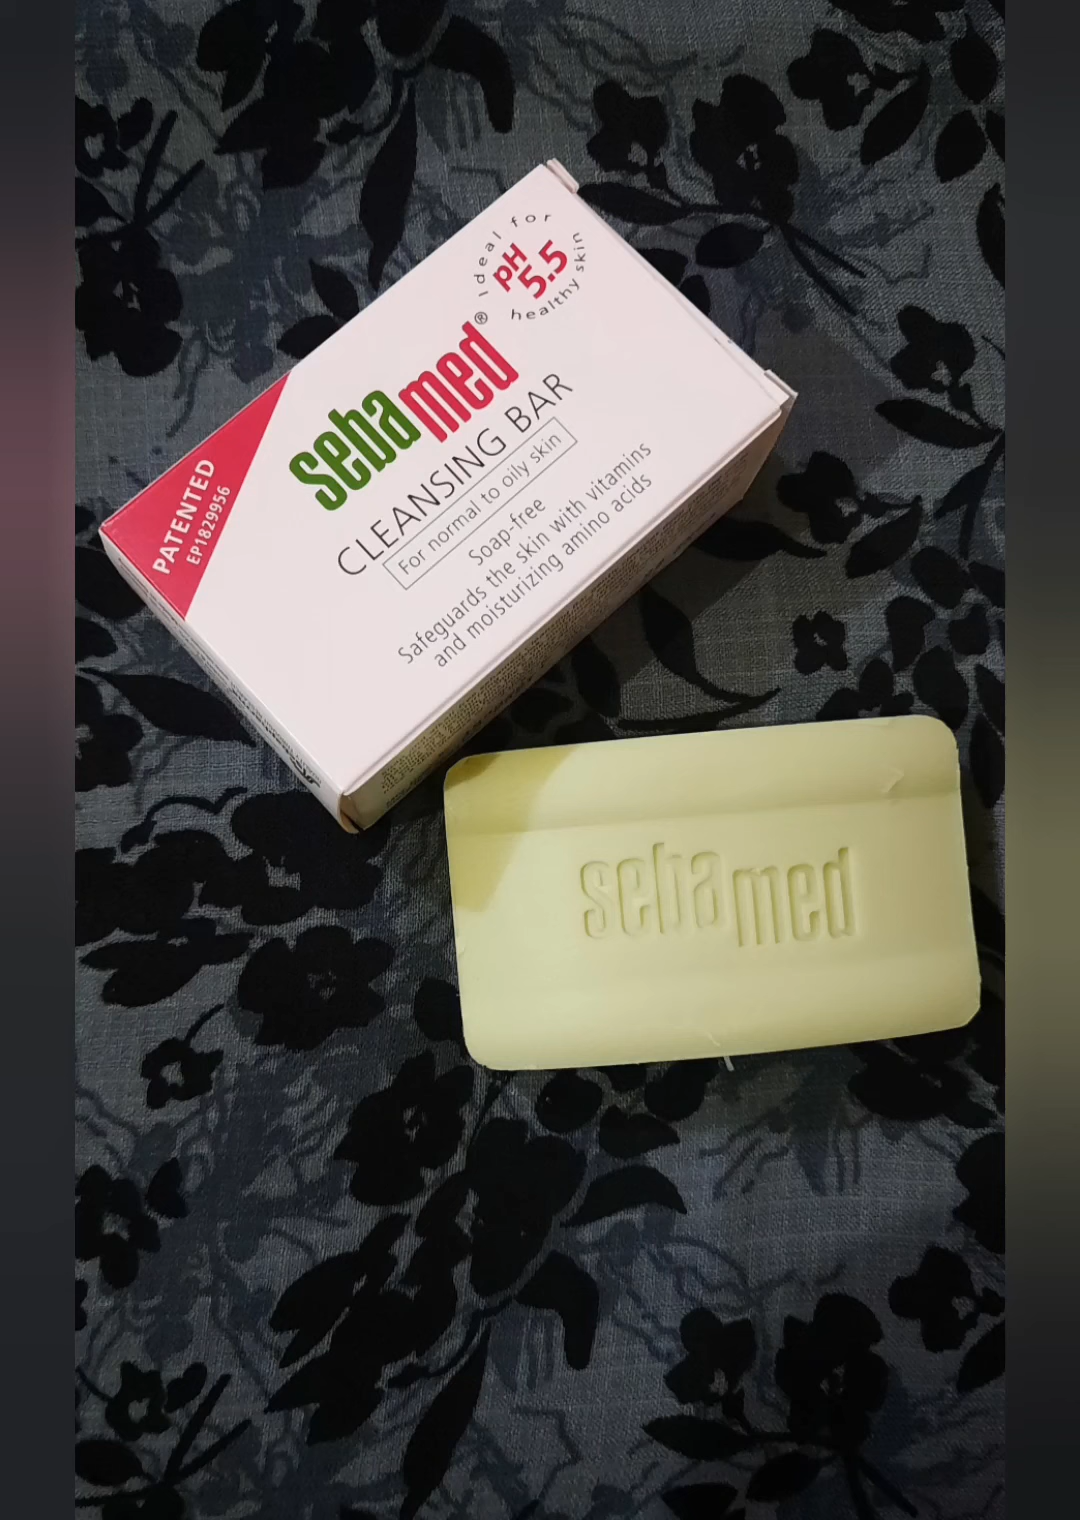 ideal for
pH
5.5
healthy skin
sebamed®
CLEANSING BAR
For normal to oily skin
Soap-free
Safeguards the skin with vitamins
and moisturizing amino acids
PATENTED
EP1829956
sebamed